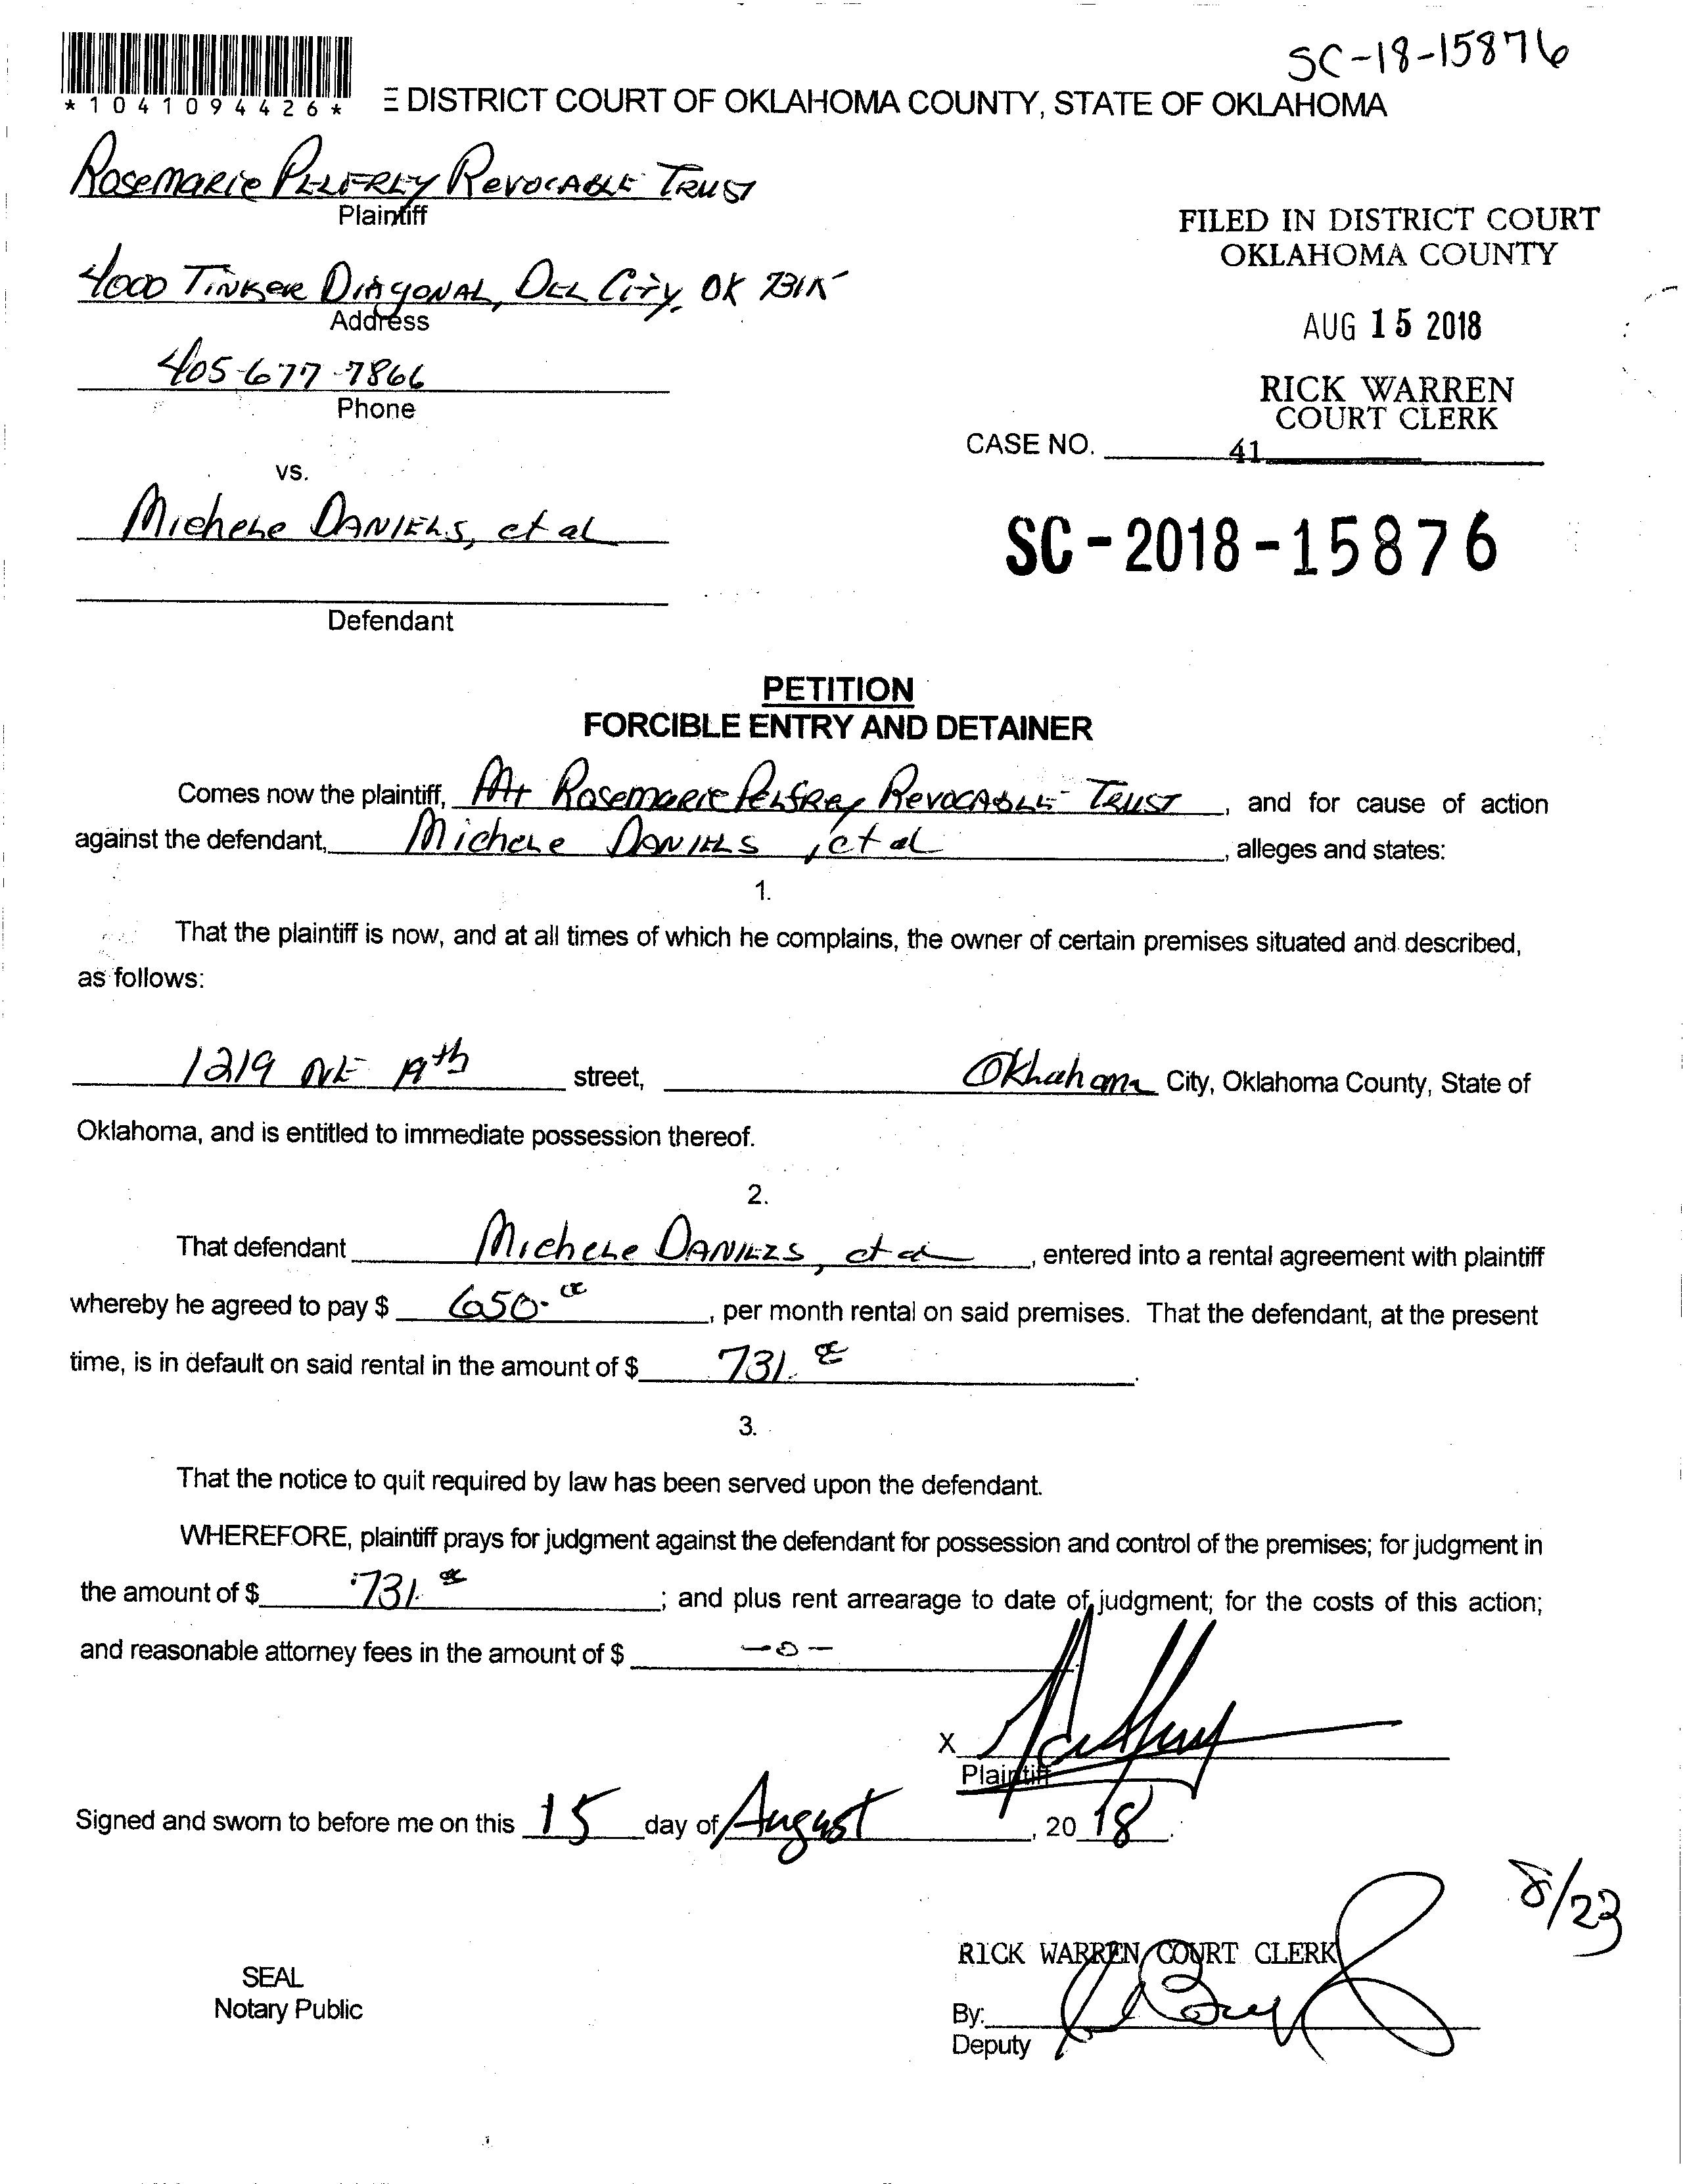 SC-18-15876
*1041094426*
E DISTRICT COURT OF OKLAHOMA COUNTY, STATE OF OKLAHOMA
Rosemarie Pelfrey Revocable Trust
Plaintiff
FILED IN DISTRICT COURT
OKLAHOMA COUNTY
4000 Tinker Diagonal, Del City, OK
Address
AUG 15 2018
405-677-7866
Phone
RICK WARREN
COURT CLERK
CASE NO. 41
vs.
Michele Daniels, et al
SC-2018-15876
Defendant
PETITION
FORCIBLE ENTRY AND DETAINER
Comes now the plaintiff, Rosemarie Pelfrey Revocable Trust, and for cause of action
against the defendant, Michele Daniels, et al, alleges and states:
1.
That the plaintiff is now, and at all times of which he complains, the owner of certain premises situated and described,
as follows:
1219 NE 19th street, Oklahoma City, Oklahoma County, State of
Oklahoma, and is entitled to immediate possession thereof.
2.
That defendant Michele Daniels, et al, entered into a rental agreement with plaintiff
whereby he agreed to pay $ 650.00, per month rental on said premises. That the defendant, at the present
time, is in default on said rental in the amount of $ 731.00.
3.
That the notice to quit required by law has been served upon the defendant.
WHEREFORE, plaintiff prays for judgment against the defendant for possession and control of the premises; for judgment in
the amount of $ 731.00; and plus rent arrearage to date of judgment; for the costs of this action;
and reasonable attorney fees in the amount of $ -0-
X
Plaintiff
Signed and sworn to before me on this 15 day of August, 2018.
8/23
RICK WARREN COURT CLERK
SEAL
Notary Public
By:
Deputy